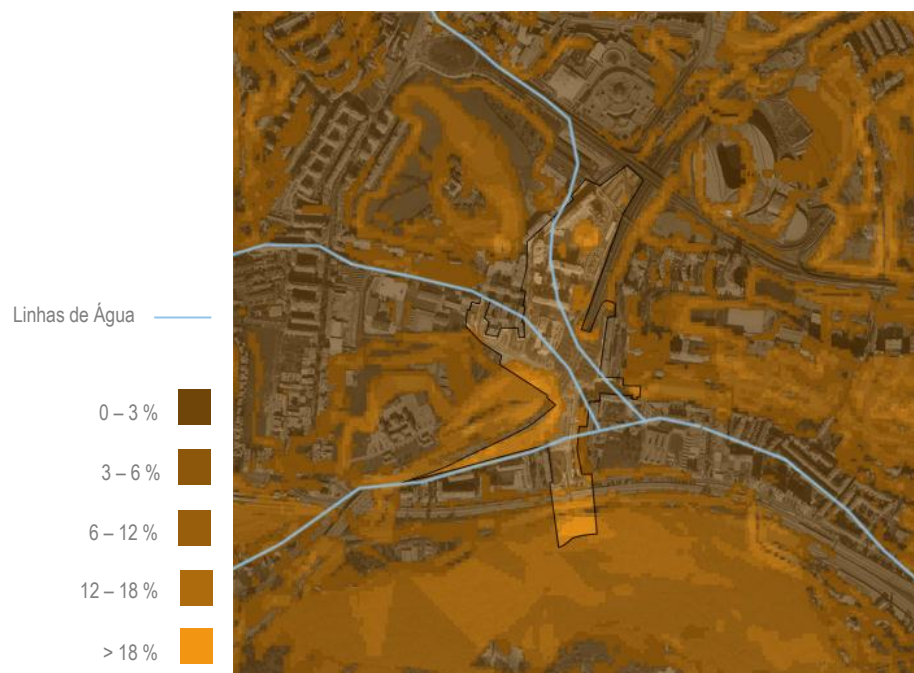 Linhas de Água
0 – 3 %
3 – 6 %
6 – 12 %
12 – 18 %
> 18 %